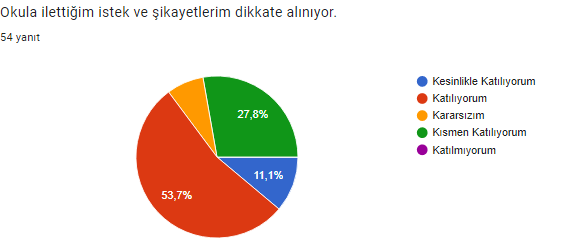 Okula ilettiğim istek ve şikayetlerim dikkate alınıyor.
54 yanıt
Kesinlikle Katılıyorum
Katılıyorum
Kararsızım
Kısmen Katılıyorum
Katılmıyorum
27,8%
11,1%
53,7%